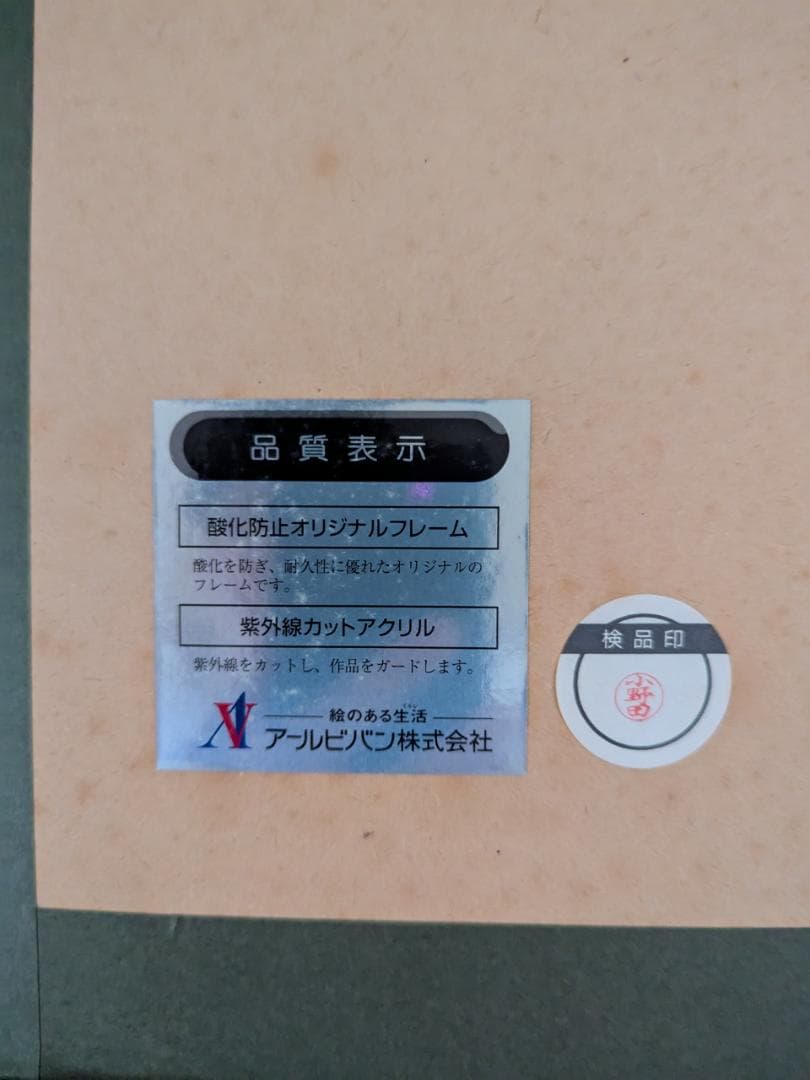 品質表示
酸化防止オリジナルフレーム
酸化を防ぎ、耐久性に優れたオリジナルの
フレームです。
紫外線カットアクリル
紫外線をカットし、作品をガードします。
絵のある生活
アールビバン株式会社
検品印
小野田